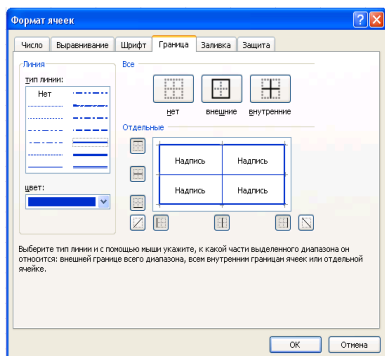 Формат ячеек
Число Выравнивание Шрифт Граница Заливка Защита
Линия
тип линии:
Нет
цвет:
Все
нет внешние внутренние
Отдельные
Надпись Надпись
Надпись Надпись
Выберите тип линии и с помощью мыши укажите, к какой части выделенного диапазона он
относится: внешней границе всего диапазона, всем внутренним границам ячеек или отдельной
ячейке.
ОК Отмена